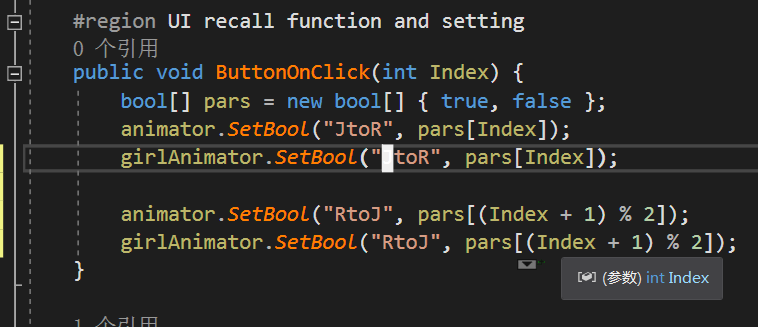 #region UI recall function and setting
0 个引用
public void ButtonOnClick(int Index) {
bool[] pars = new bool[] { true, false };
animator.SetBool("JtoR", pars[Index]);
girlAnimator.SetBool("JtoR", pars[Index]);
animator.SetBool("RtoJ", pars[(Index + 1) % 2]);
girlAnimator.SetBool("RtoJ", pars[(Index + 1) % 2]);
}
(参数) int Index
1 个引用